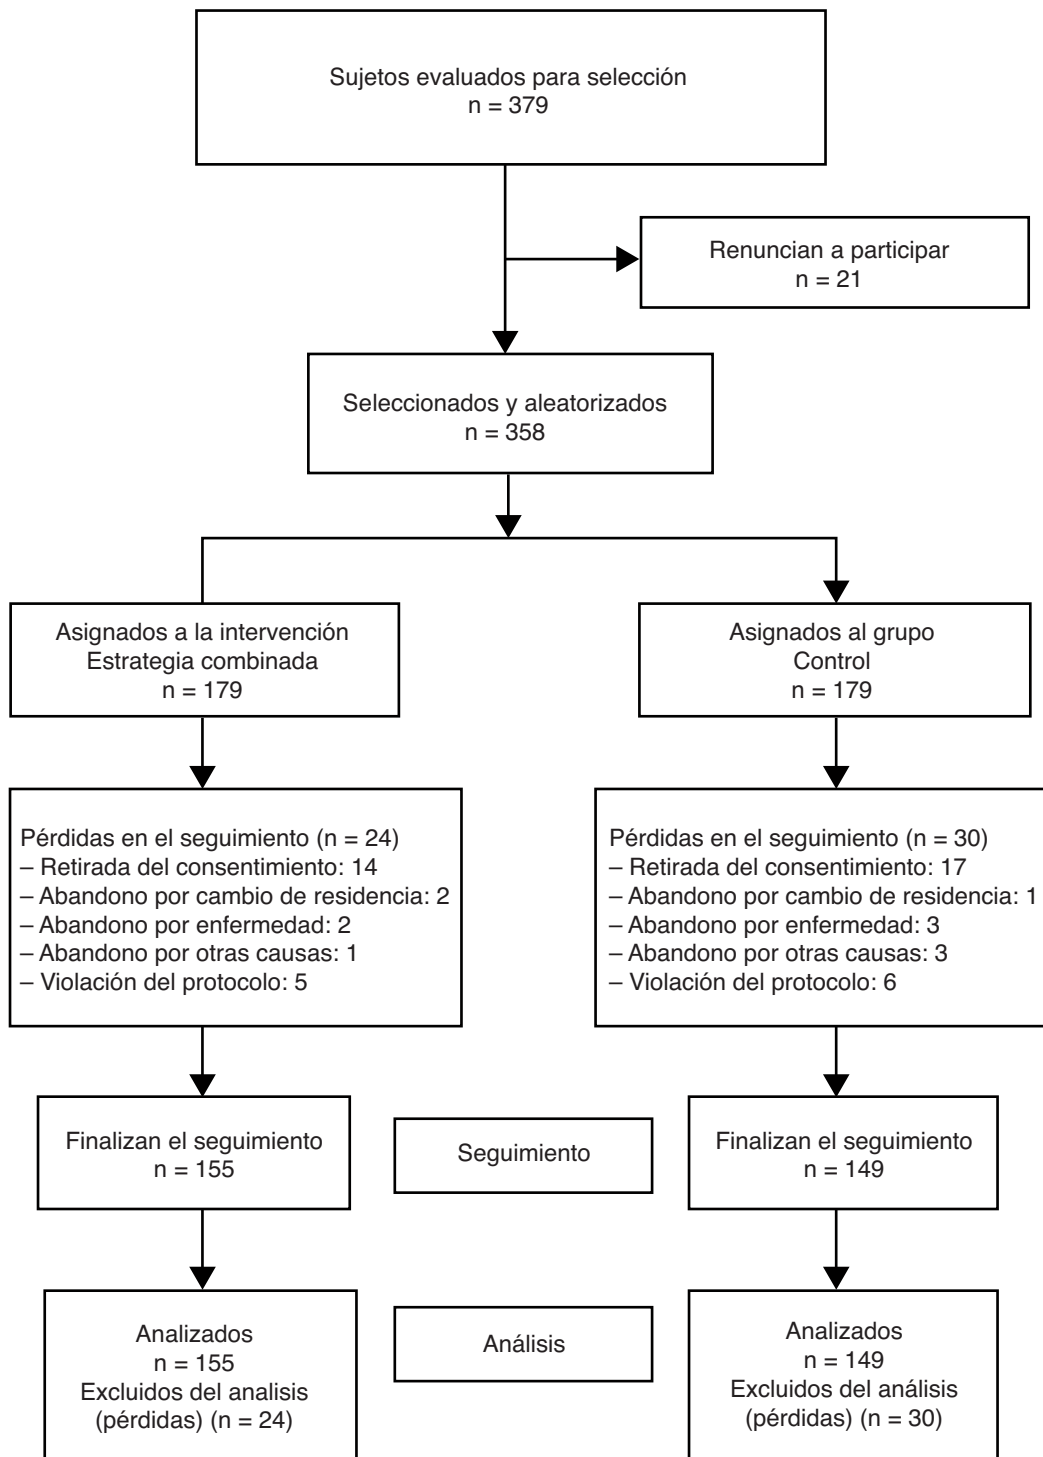 Sujetos evaluados para selección
n = 379
Renuncian a participar
n = 21
Seleccionados y aleatorizados
n = 358
Asignados a la intervención
Estrategia combinada
n = 179
Asignados al grupo
Control
n = 179
Pérdidas en el seguimiento (n = 24)
– Retirada del consentimiento: 14
– Abandono por cambio de residencia: 2
– Abandono por enfermedad: 2
– Abandono por otras causas: 1
– Violación del protocolo: 5
Pérdidas en el seguimiento (n = 30)
– Retirada del consentimiento: 17
– Abandono por cambio de residencia: 1
– Abandono por enfermedad: 3
– Abandono por otras causas: 3
– Violación del protocolo: 6
Finalizan el seguimiento
n = 155
Seguimiento
Finalizan el seguimiento
n = 149
Analizados
n = 155
Excluidos del analisis
(pérdidas) (n = 24)
Análisis
Analizados
n = 149
Excluidos del análisis
(pérdidas) (n = 30)